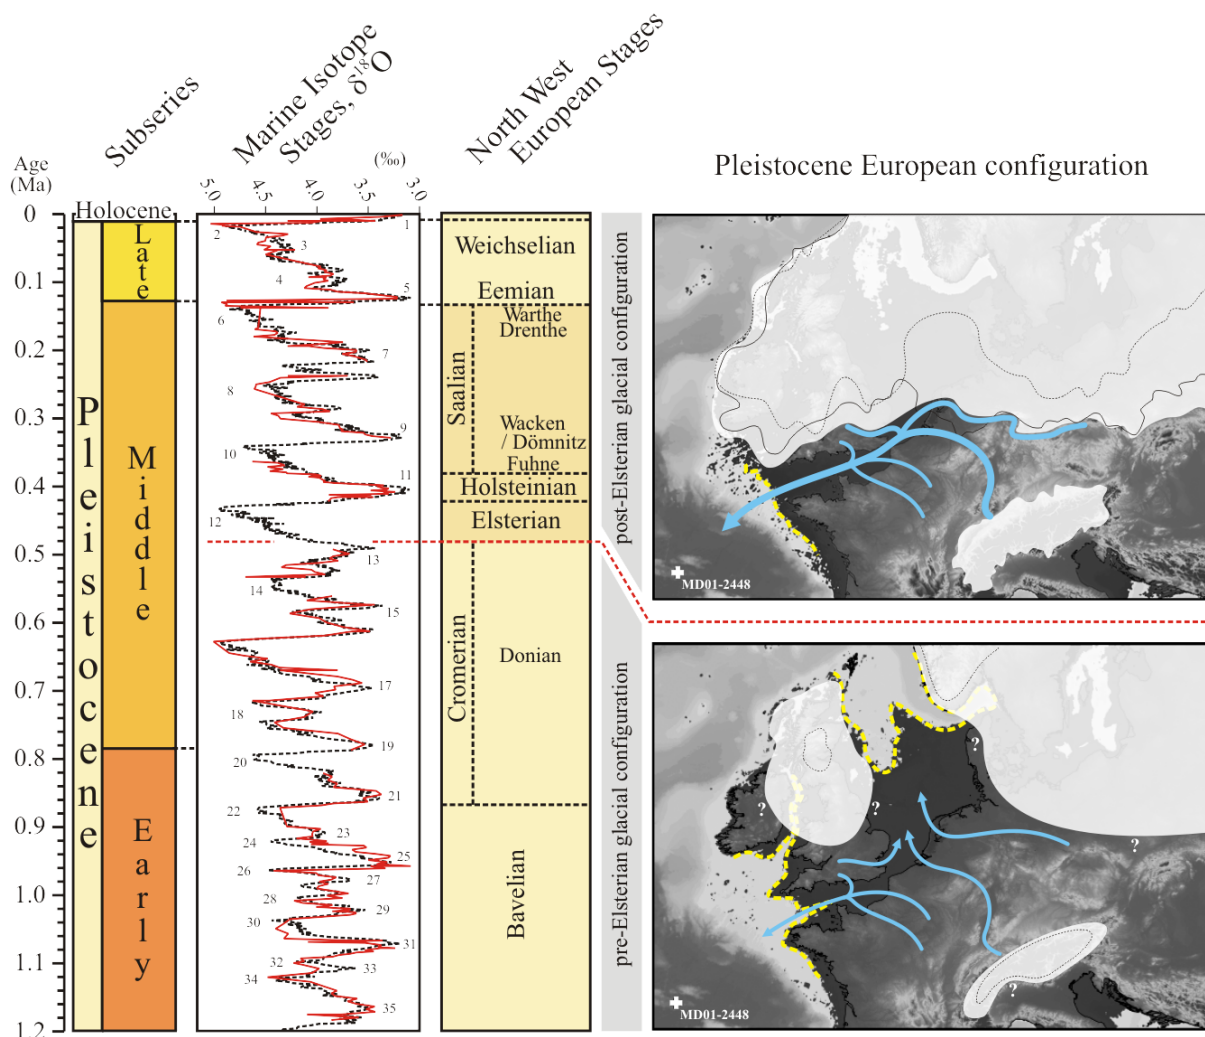 Subseries
Marine Isotope
Stages, δ¹⁸O
North West
European Stages
Age
(Ma)
(‰)
5.0
4.5
4.0
3.5
3.0
Pleistocene European configuration
0
0.1
0.2
0.3
0.4
0.5
0.6
0.7
0.8
0.9
1.0
1.1
1.2
Holocene
Pleistocene
Late
Middle
Early
1
2
3
4
5
6
7
8
9
10
11
12
13
14
15
17
18
19
20
21
22
23
24
25
26
27
28
29
30
31
32
33
34
35
Weichselian
Eemian
Saalian
Warthe
Drenthe
Wacken
/ Dömnitz
Fuhne
Holsteinian
Elsterian
Cromerian
Donian
Bavelian
post-Elsterian glacial configuration
pre-Elsterian glacial configuration
MD01-2448
?
?
?
?
?
MD01-2448